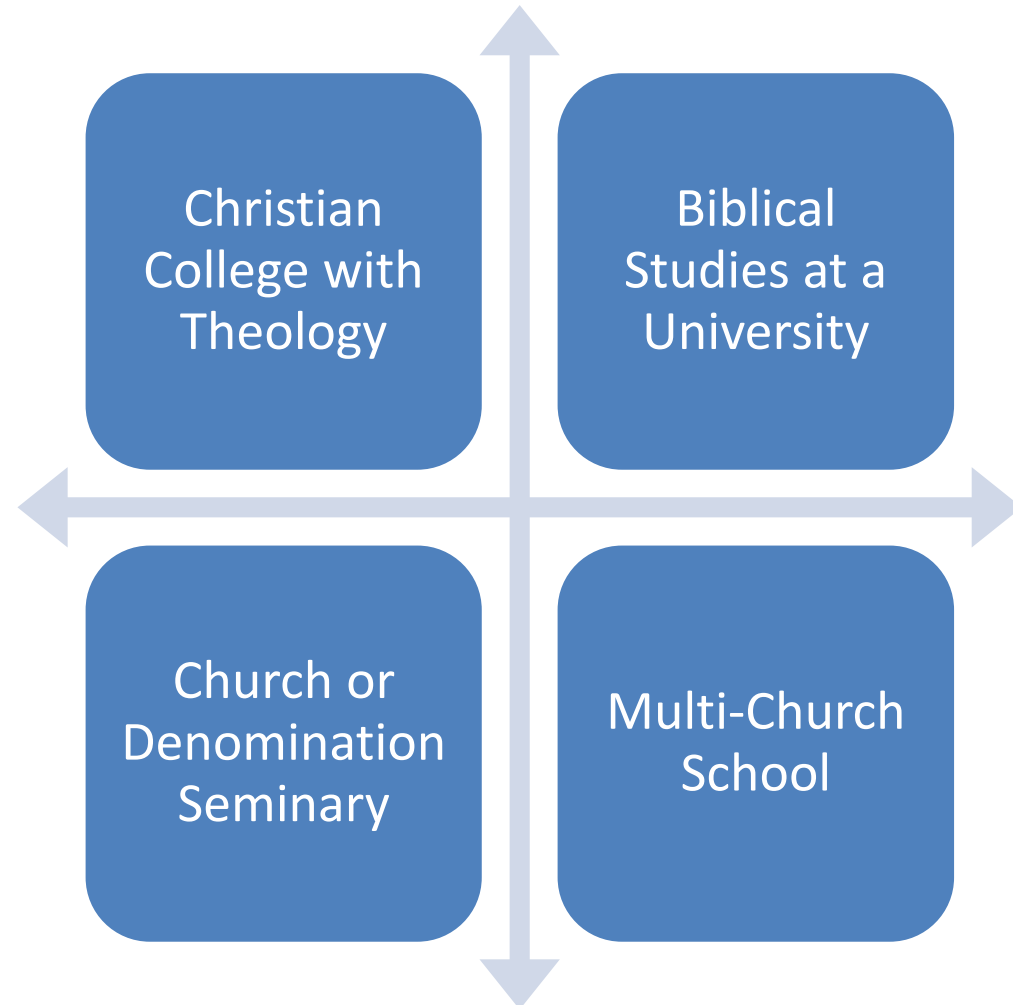 Christian
College with
Theology
Biblical
Studies at a
University
Church or
Denomination
Seminary
Multi-Church
School